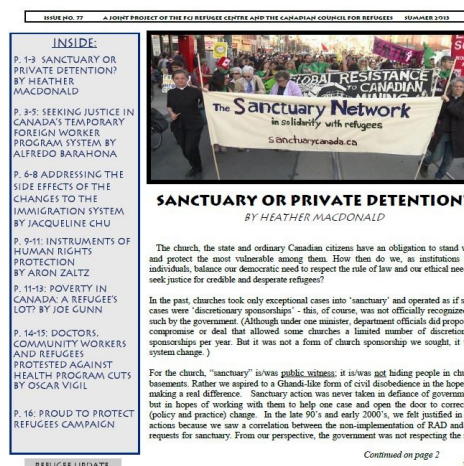 ISSUE NO. 77 A JOINT PROJECT OF THE FCJ REFUGEE CENTRE AND THE CANADIAN COUNCIL FOR REFUGEES SUMMER 2013
INSIDE:
P. 1-3 SANCTUARY OR
PRIVATE DETENTION?
BY HEATHER
MACDONALD
P. 3-5: SEEKING JUSTICE IN
CANADA'S TEMPORARY
FOREIGN WORKER
PROGRAM SYSTEM BY
ALFREDO BARAHONA
P. 6-8 ADDRESSING THE
SIDE EFFECTS OF THE
CHANGES TO THE
IMMIGRATION SYSTEM
BY JACQUELINE CHU
P. 9-11: INSTRUMENTS OF
HUMAN RIGHTS
PROTECTION
BY ARON ZALTZ
P. 11-13: POVERTY IN
CANADA: A REFUGEE'S
LOT? BY JOE GUNN
P. 14-15: DOCTORS,
COMMUNITY WORKERS
AND REFUGEES
PROTESTED AGAINST
HEALTH PROGRAM CUTS
BY OSCAR VIGIL
P. 16: PROUD TO PROTECT
REFUGEES CAMPAIGN
REFUGEE UPDATE
GLOBAL RESISTANCE
TO CANADIAN
The Sanctuary Network
in solidarity with refugees
Sanctuarycanada.ca
SANCTUARY OR PRIVATE DETENTION?
BY HEATHER MACDONALD
The church, the state and ordinary Canadian citizens have an obligation to stand
and protect the most vulnerable among them. How then do we, as institutions
individuals, balance our democratic need to respect the rule of law and our ethical need
seek justice for credible and desperate refugees?
In the past, churches took only exceptional cases into 'sanctuary' and operated as if
cases were 'discretionary sponsorships' - this, of course, was not officially recognized
such by the government. (Although under one minister, department officials did propo
compromise or deal that allowed some churches a limited number of discretion
sponsorships per year. But it was not a form of church sponsorship we sought, it
system change. )
For the church, "sanctuary" is/was public witness; it is/was not hiding people in chur
basements. Rather we aspired to a Ghandi-like form of civil disobedience in the hope
making a real difference. Sanctuary action was never taken in defiance of governm
but in hopes of working with them to help one case and open the door to correc
(policy and practice) change. In the late 90's and early 2000's, we felt justified in
actions because we saw a correlation between the non-implementation of RAD and
requests for sanctuary. From our perspective, the government was not respecting the
Continued on page 2